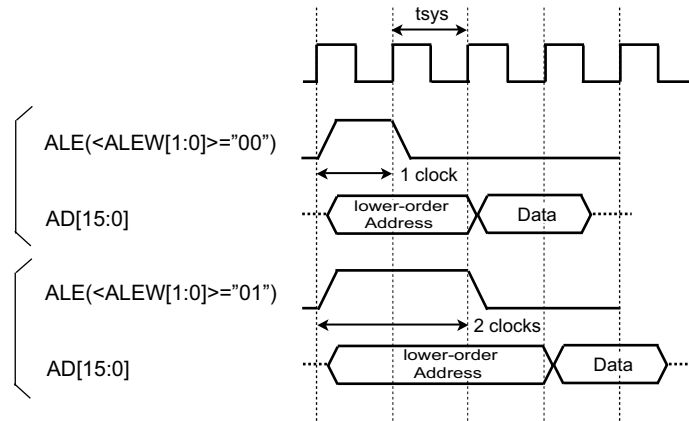 tsys
ALE(<ALEW[1:0]>=”00”)
1 clock
AD[15:0]
lower-order
Address
Data
ALE(<ALEW[1:0]>=”01”)
2 clocks
AD[15:0]
lower-order
Address
Data